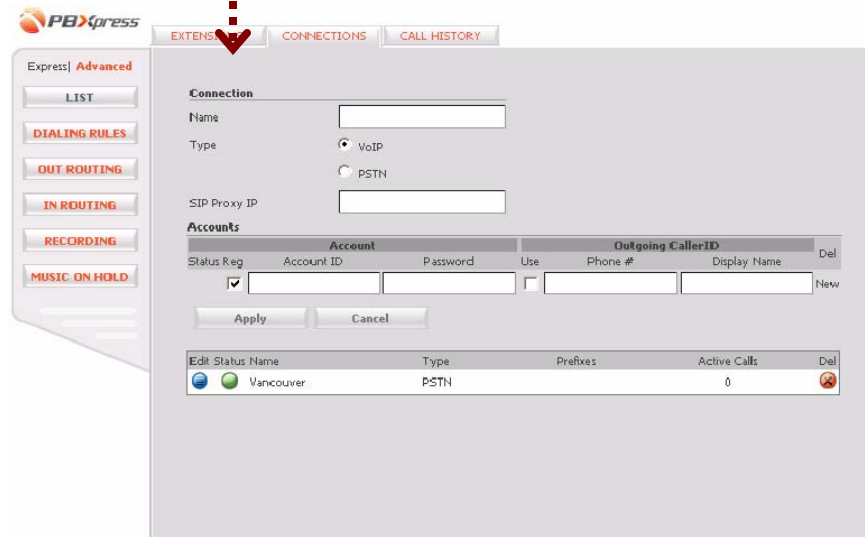 PBXpress
CONNECTIONS
CALL HISTORY
Express| Advanced
LIST
DIALING RULES
OUT ROUTING
IN ROUTING
RECORDING
MUSIC ON HOLD
Connection
Name
Type
VoIP
PSTN
SIP Proxy IP
Accounts
Account Outgoing CallerID
Status Reg Account ID Password Use Phone # Display Name Del
New
Apply Cancel
Edit Status Name Type Prefixes Active Calls Del
Vancouver PSTN 0